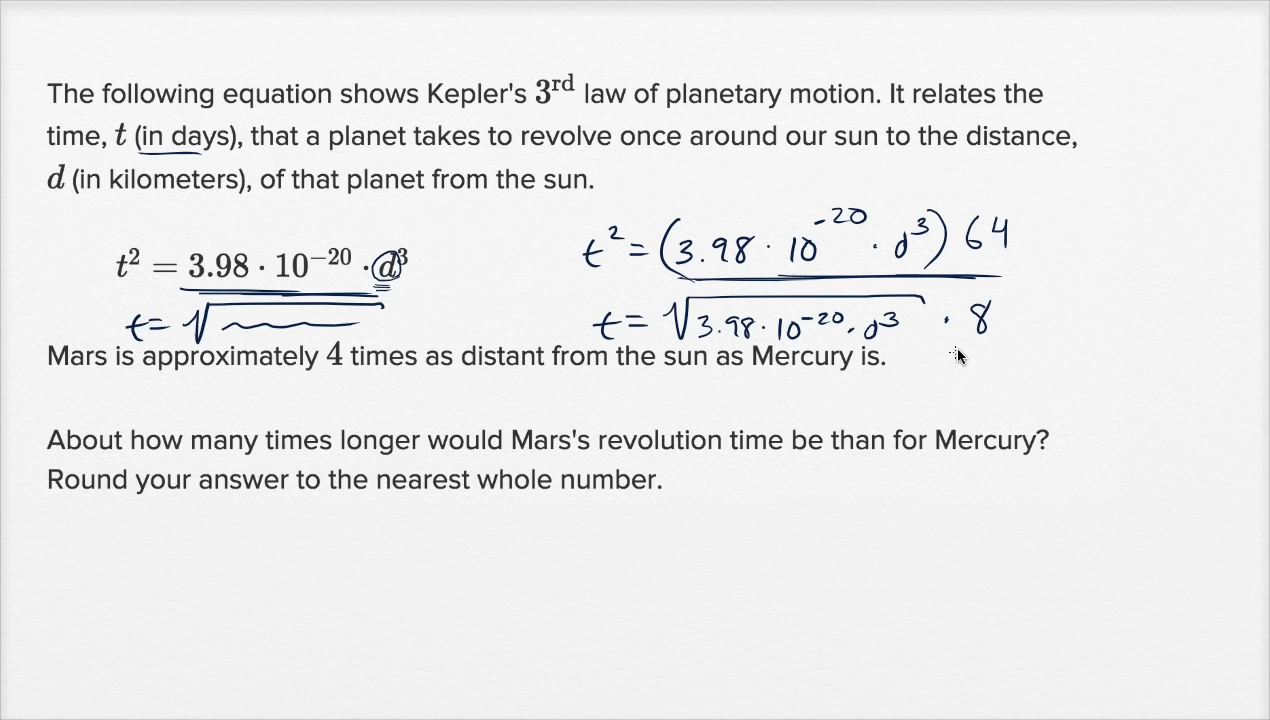 The following equation shows Kepler's 3rd law of planetary motion. It relates the
time, t (in days), that a planet takes to revolve once around our sun to the distance,
d (in kilometers), of that planet from the sun.
t² = 3.98 · 10⁻²⁰ · d³
t = √
t² = (3.98 · 10⁻²⁰ · d³) 64
t = √3.98 · 10⁻²⁰ · d³ · 8
Mars is approximately 4 times as distant from the sun as Mercury is.
About how many times longer would Mars's revolution time be than for Mercury?
Round your answer to the nearest whole number.